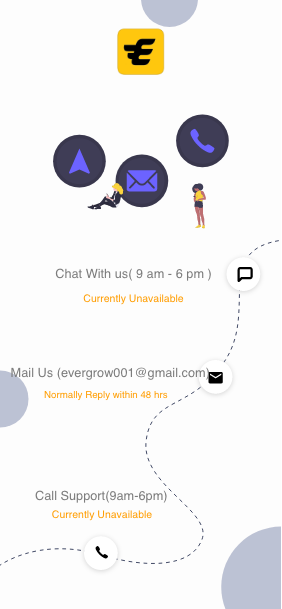 Chat With us( 9 am - 6 pm )
Currently Unavailable
Mail Us (evergrow001@gmail.com)
Normally Reply within 48 hrs
Call Support(9am-6pm)
Currently Unavailable